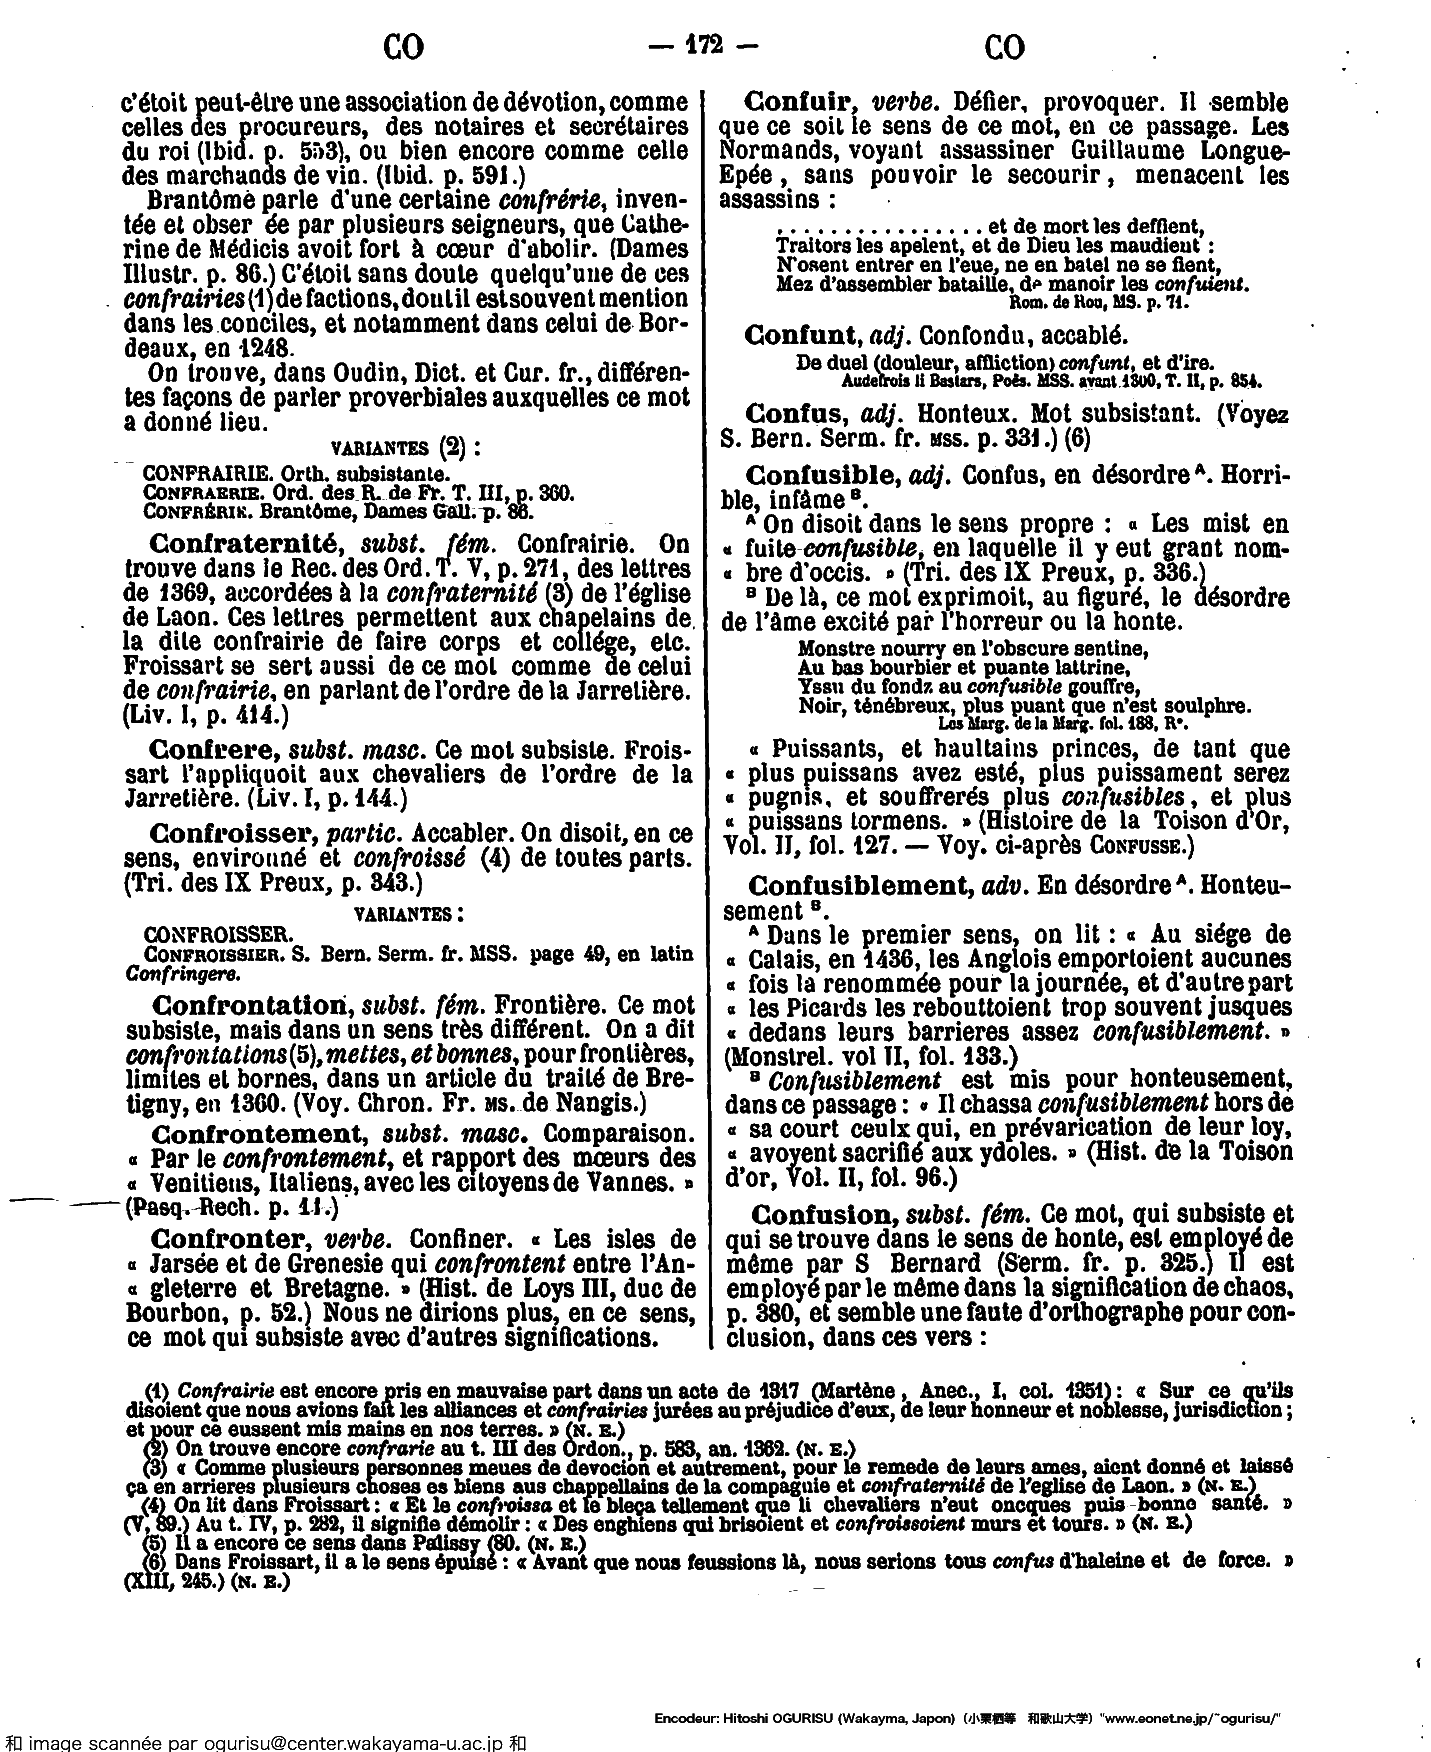 CO
— 172 —
CO
c'étoit peut-être une association de dévotion, comme
celles des procureurs, des notaires et secrétaires
du roi (Ibid. p. 553), ou bien encore comme celle
des marchands de vin. (Ibid. p. 591.)
Brantôme parle d'une certaine confrérie, inven-
tée et obser ée par plusieurs seigneurs, que Cathe-
rine de Médicis avoit fort à cœur d'abolir. (Dames
Illustr. p. 86.) C'étoit sans doute quelqu'une de ces
confrairies (1) de factions, dont il est souvent mention
dans les conciles, et notamment dans celui de Bor-
deaux, en 1248.
On trouve, dans Oudin, Dict. et Cur. fr., différen-
tes façons de parler proverbiales auxquelles ce mot
a donné lieu.
VARIANTES (2) :
CONFRAIRIE. Orth. subsistante.
CONFRAERIE. Ord. des R. de Fr. T. III, p. 360.
CONFRÉRIE. Brantôme, Dames Gall. p. 86.
Confraternité, subst. fém. Confrairie. On
trouve dans le Rec. des Ord. T. V, p. 271, des lettres
de 1369, accordées à la confraternité (3) de l'église
de Laon. Ces lettres permettent aux chapelains de
la dite confrairie de faire corps et collége, etc.
Froissart se sert aussi de ce mot comme de celui
de confrairie, en parlant de l'ordre de la Jarretière.
(Liv. I, p. 414.)
Confrere, subst. masc. Ce mot subsiste. Frois-
sart l'appliquoit aux chevaliers de l'ordre de la
Jarretière. (Liv. I, p. 144.)
Confroisser, partic. Accabler. On disoit, en ce
sens, environné et confroissé (4) de toutes parts.
(Tri. des IX Preux, p. 343.)
VARIANTES :
CONFROISSER.
CONFROISSIER. S. Bern. Serm. fr. MSS. page 49, en latin
Confringere.
Confrontation, subst. fém. Frontière. Ce mot
subsiste, mais dans un sens très différent. On a dit
confrontations (5), mettes, et bonnes, pour frontières,
limites et bornes, dans un article du traité de Bre-
tigny, en 1360. (Voy. Chron. Fr. MS. de Nangis.)
Confrontement, subst. masc. Comparaison.
« Par le confrontement, et rapport des mœurs des
« Venitiens, Italiens, avec les citoyens de Vannes. »
(Pasq. Rech. p. 11.)
Confronter, verbe. Confiner. « Les isles de
« Jarsée et de Grenesie qui confrontent entre l'An-
« gleterre et Bretagne. » (Hist. de Loys III, duc de
Bourbon, p. 52.) Nous ne dirions plus, en ce sens,
ce mot qui subsiste avec d'autres significations.
Confuir, verbe. Défier, provoquer. Il semble
que ce soit le sens de ce mot, en ce passage. Les
Normands, voyant assassiner Guillaume Longue-
Epée, sans pouvoir le secourir, menacent les
assassins :
. . . . . . . . . . . . . . . . et de mort les deffient,
Traitors les apelent, et de Dieu les maudient :
N'osent entrer en l'eue, ne en batel ne se fient,
Mez d'assembler bataille, de manoir les confuient.
Rom. de Rou, MS. p. 71.
Confunt, adj. Confondu, accablé.
De duel (douleur, affliction) confunt, et d'ire.
Audefrois li Bastars, Poës. MSS. avant 1300, T. II, p. 854.
Confus, adj. Honteux. Mot subsistant. (Voyez
S. Bern. Serm. fr. MSS. p. 331.) (6)
Confusible, adj. Confus, en désordre A. Horri-
ble, infâme B.
A On disoit dans le sens propre : « Les mist en
« fuite confusible, en laquelle il y eut grant nom-
« bre d'occis. » (Tri. des IX Preux, p. 336.)
B De là, ce mot exprimoit, au figuré, le désordre
de l'âme excité par l'horreur ou la honte.
Monstre nourry en l'obscure sentine,
Au bas bourbier et puante lattrine,
Yssu du fondz au confusible gouffre,
Noir, ténébreux, plus puant que n'est soulphre.
Les Marg. de la Marg. fol. 188, R°.
« Puissants, et haultains princes, de tant que
« plus puissans avez esté, plus puissament serez
« pugnis, et souffrerés plus confusibles, et plus
« puissans tormens. » (Histoire de la Toison d'Or,
Vol. II, fol. 127. — Voy. ci-après CONFUSSE.)
Confusiblement, adv. En désordre A. Honteu-
sement B.
A Dans le premier sens, on lit : « Au siége de
« Calais, en 1436, les Anglois emportoient aucunes
« fois la renommée pour la journée, et d'autre part
« les Picards les rebouttoient trop souvent jusques
« dedans leurs barrieres assez confusiblement. »
(Monstrel. vol II, fol. 133.)
B Confusiblement est mis pour honteusement,
dans ce passage : « Il chassa confusiblement hors de
« sa court ceulx qui, en prévarication de leur loy,
« avoyent sacrifié aux ydoles. » (Hist. de la Toison
d'or, Vol. II, fol. 96.)
Confusion, subst. fém. Ce mot, qui subsiste et
qui se trouve dans le sens de honte, est employé de
même par S Bernard (Serm. fr. p. 325.) Il est
employé par le même dans la signification de chaos,
p. 380, et semble une faute d'orthographe pour con-
clusion, dans ces vers :
(1) Confrairie est encore pris en mauvaise part dans un acte de 1317 (Martène, Anec., I, col. 1351) : « Sur ce qu'ils
disoient que nous avions fait les alliances et confrairies jurées au préjudice d'eux, de leur honneur et noblesse, jurisdiction ;
et pour ce eussent mis mains en nos terres. » (N. E.)
(2) On trouve encore confrarie au t. III des Ordon., p. 583, an. 1362. (N. E.)
(3) « Comme plusieurs personnes meues de devocion et autrement, pour le remede de leurs ames, aient donné et laissé
ça en arrieres plusieurs choses es biens aus chappellains de la compaguie et confraternité de l'eglise de Laon. » (N. E.)
(4) On lit dans Froissart : « Et le confroissa et le bleça tellement que li chevaliers n'eut oncques puis bonne santé. »
(V, 89.) Au t. IV, p. 282, il signifie démolir : « Des enghiens qui brisoient et confroissoient murs et tours. » (N. E.)
(5) Il a encore ce sens dans Palissy (80. (N. E.)
(6) Dans Froissart, il a le sens épuisé : « Avant que nous feussions là, nous serions tous confus d'haleine et de force. »
(XIII, 245.) (N. E.)
Encodeur: Hitoshi OGURISU (Wakayma, Japon) (小栗栖等 和歌山大学) "www.eonet.ne.jp/~ogurisu/"
和 image scannée par ogurisu@center.wakayama-u.ac.jp 和